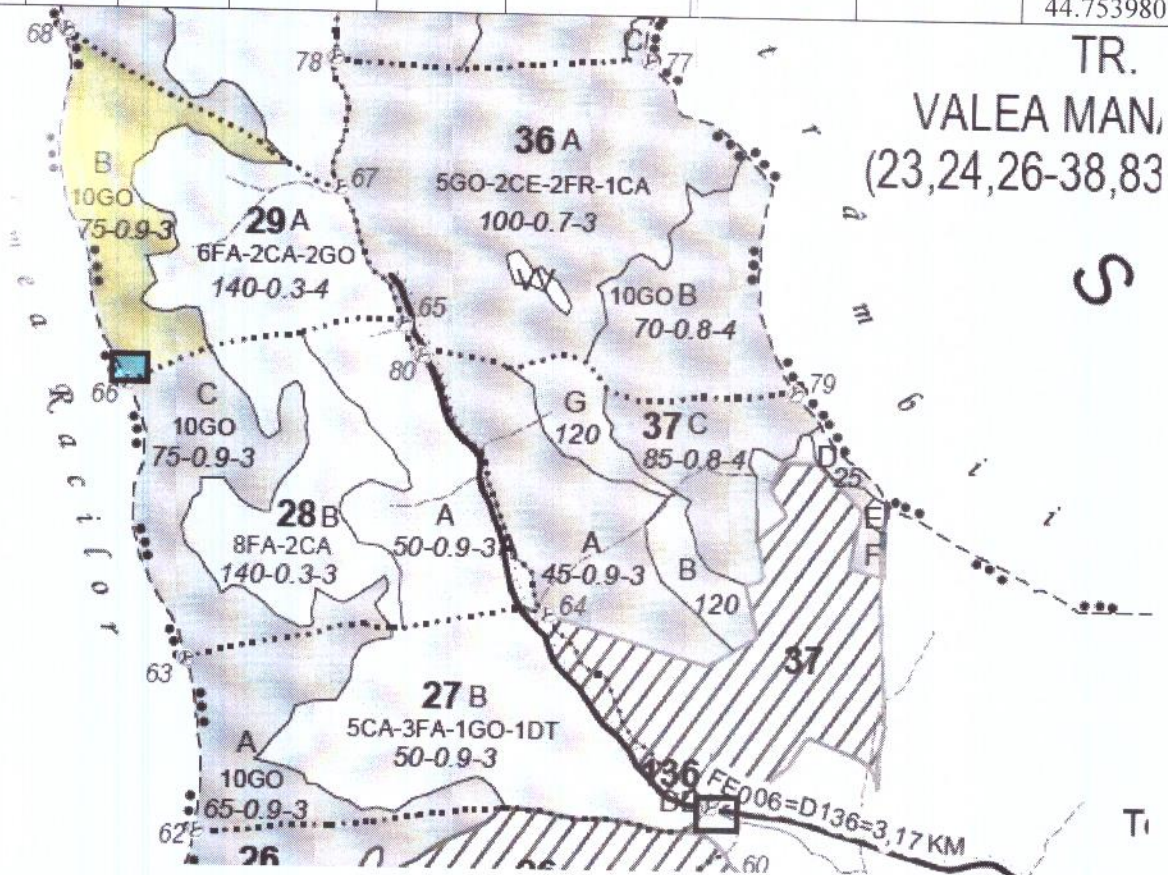 44.753980
68
78
77
TR.
VALEA MAN
(23,24,26-38,83
36 A
5GO-2CE-2FR-1CA
100-0.7-3
B
10GO
75-0.9-3
67
29 A
6FA-2CA-2GO
140-0.3-4
V
10GO B
70-0.8-4
S
65
80
66
79
C
10GO
75-0.9-3
G
120
37 C
85-0.8-4
D
25
E
F
28 B
8FA-2CA
140-0.3-3
A
50-0.9-3
A
45-0.9-3
B
120
64
63
37
27 B
5CA-3FA-1GO-1DT
50-0.9-3
A
10GO
65-0.9-3
136
FE006=D136=3,17 KM
62
26
60
T
Racilor
t r â m b i i